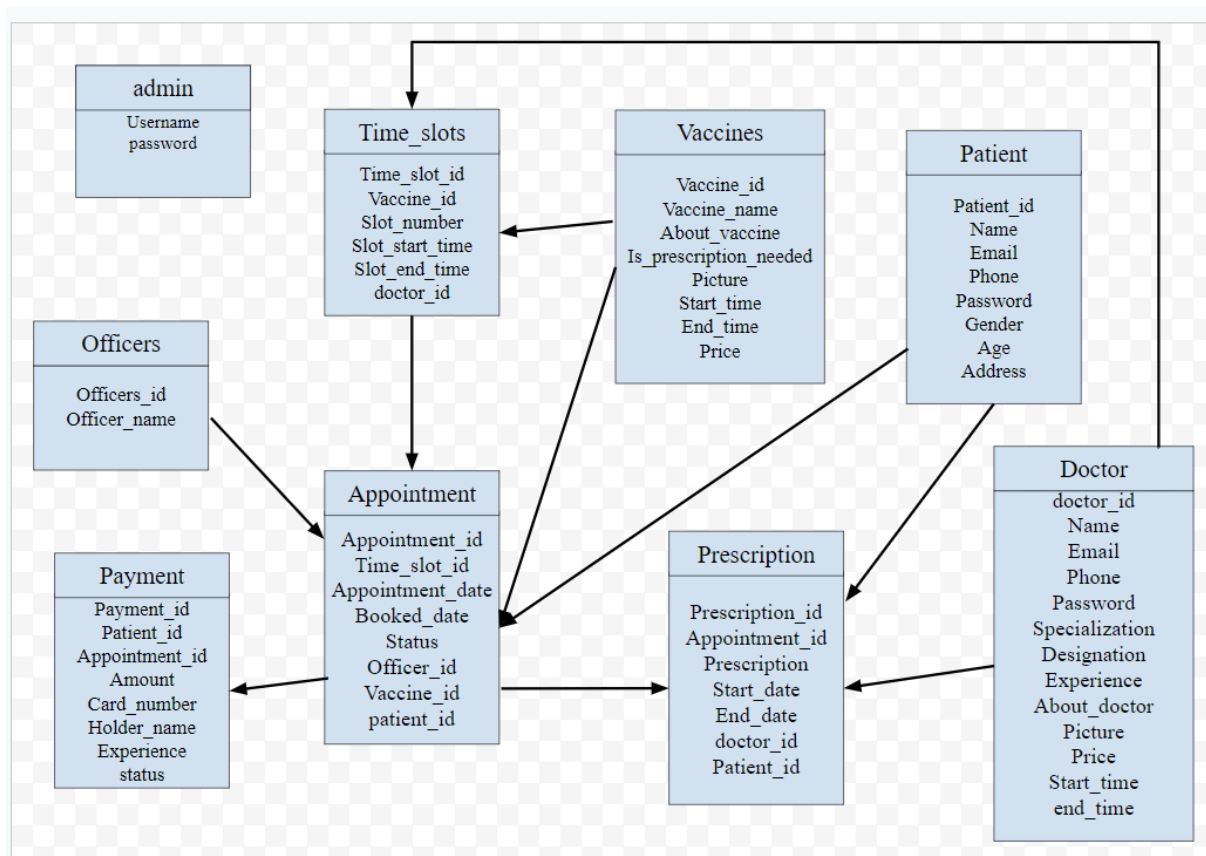 admin
Username
password
Time_slots
Time_slot_id
Vaccine_id
Slot_number
Slot_start_time
Slot_end_time
doctor_id
Vaccines
Vaccine_id
Vaccine_name
About_vaccine
Is_prescription_needed
Picture
Start_time
End_time
Price
Patient
Patient_id
Name
Email
Phone
Password
Gender
Age
Address
Officers
Officers_id
Officer_name
Appointment
Appointment_id
Time_slot_id
Appointment_date
Booked_date
Status
Officer_id
Vaccine_id
patient_id
Payment
Payment_id
Patient_id
Appointment_id
Amount
Card_number
Holder_name
Experience
status
Prescription
Prescription_id
Appointment_id
Prescription
Start_date
End_date
doctor_id
Patient_id
Doctor
doctor_id
Name
Email
Phone
Password
Specialization
Designation
Experience
About_doctor
Picture
Price
Start_time
end_time